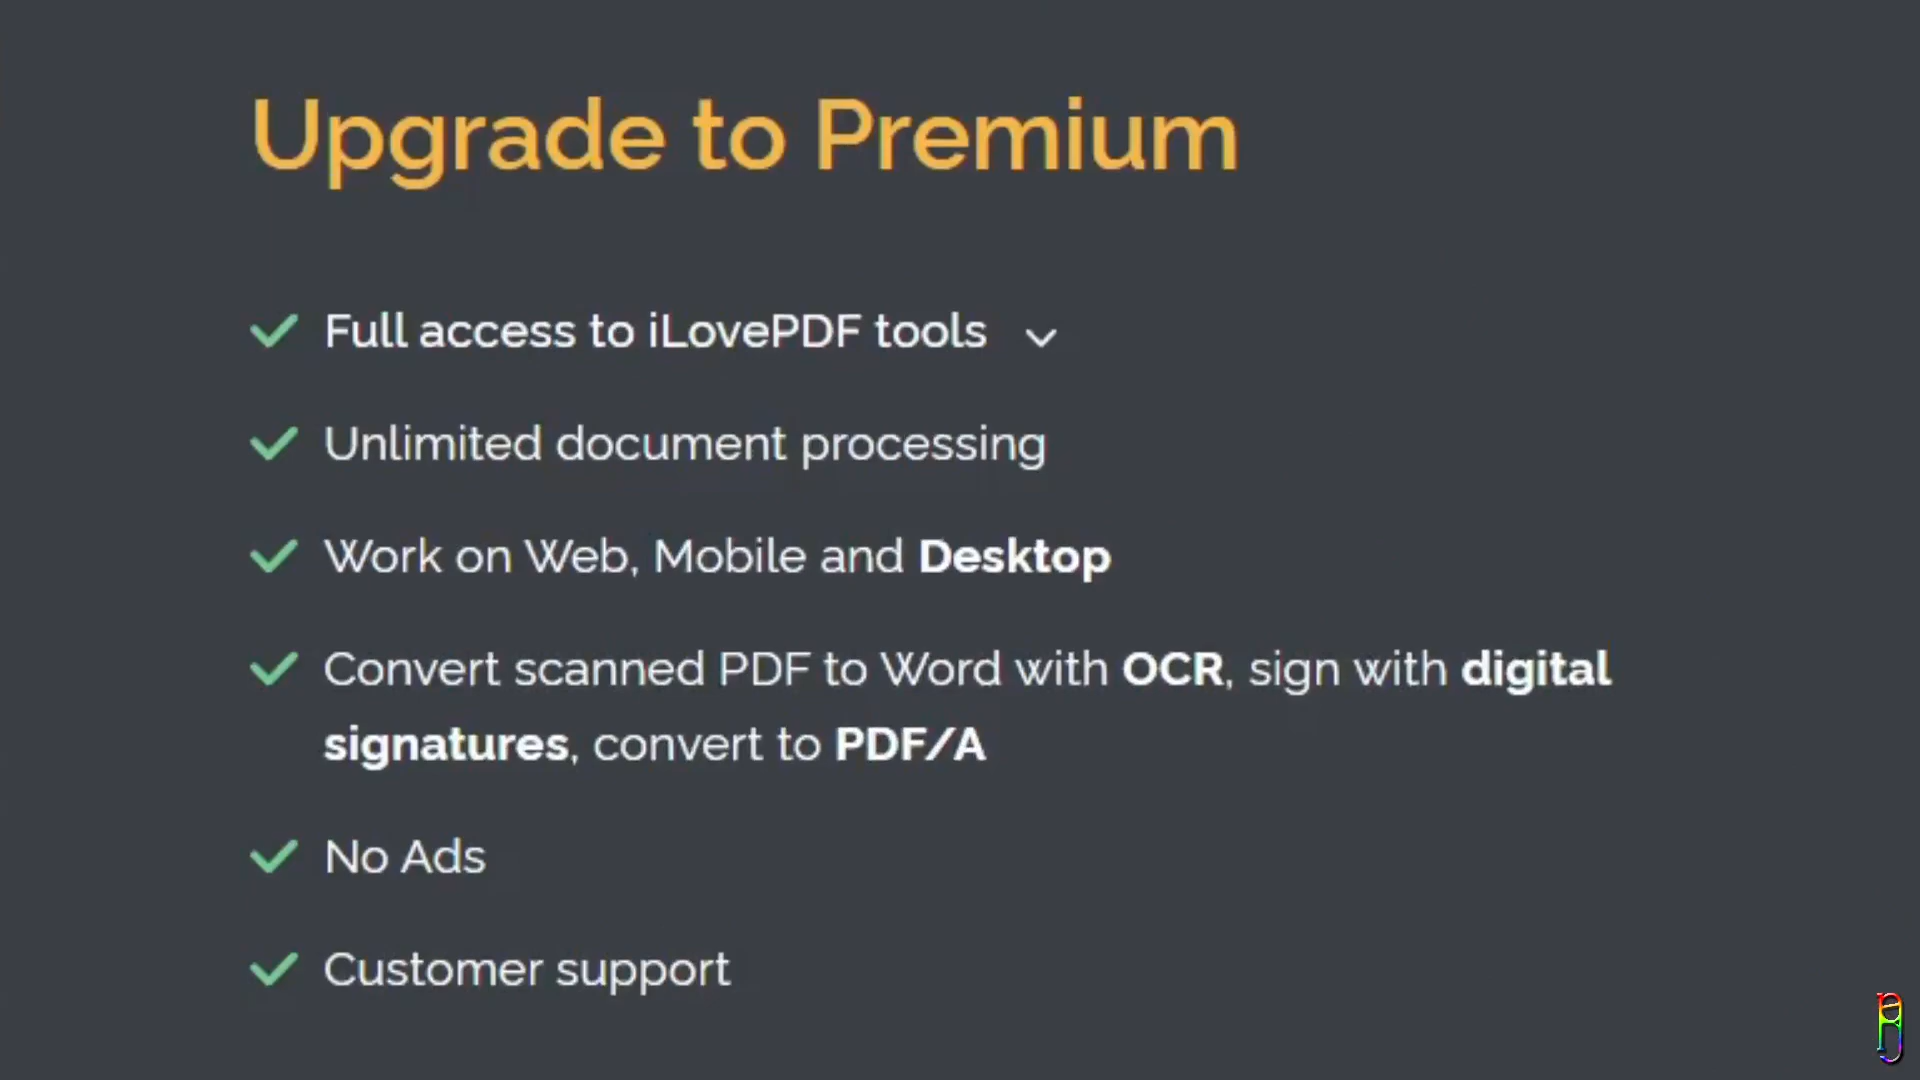 Upgrade to Premium
Full access to iLovePDF tools
Unlimited document processing
Work on Web, Mobile and Desktop
Convert scanned PDF to Word with OCR, sign with digital
signatures, convert to PDF/A
No Ads
Customer support